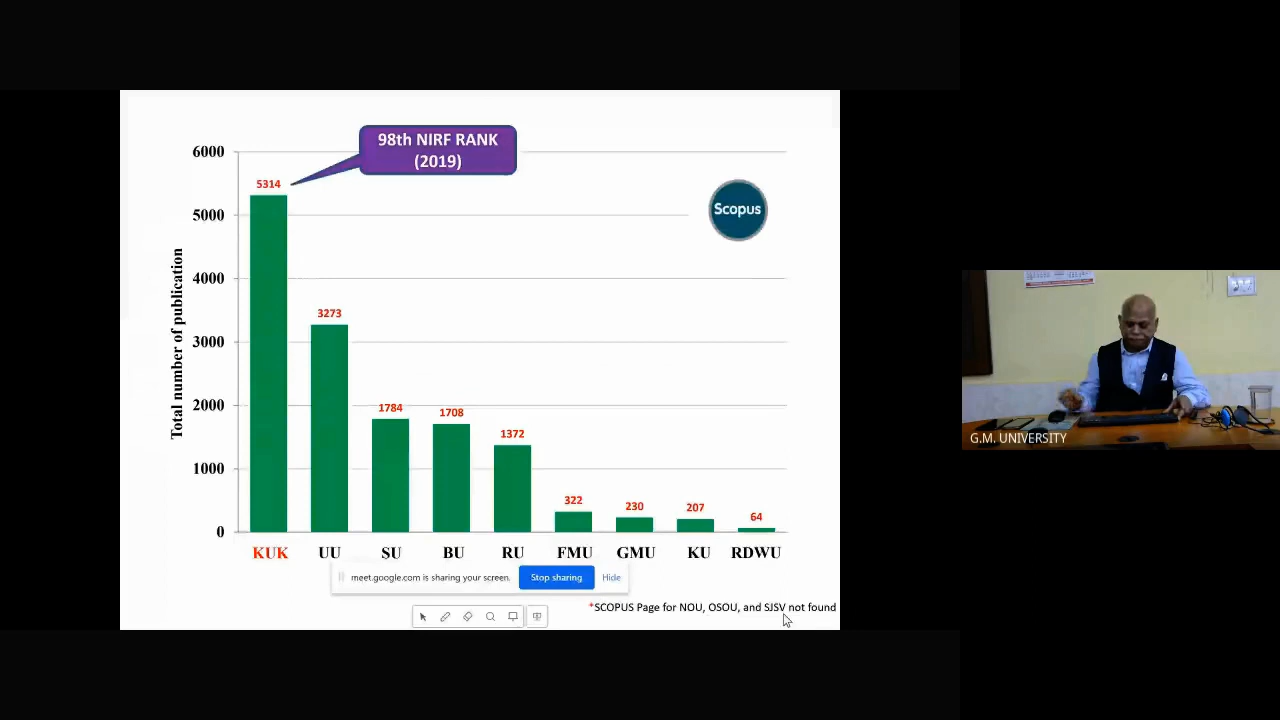 98th NIRF RANK
(2019)
Scopus
Total number of publication
6000
5000
4000
3000
2000
1000
0
5314
3273
1784
1708
1372
322
230
207
64
KUK
UU
SU
BU
RU
FMU
GMU
KU
RDWU
meet.google.com is sharing your screen.
Stop sharing
Hide
*SCOPUS Page for NOU, OSOU, and SJSV not found
G.M. UNIVERSITY